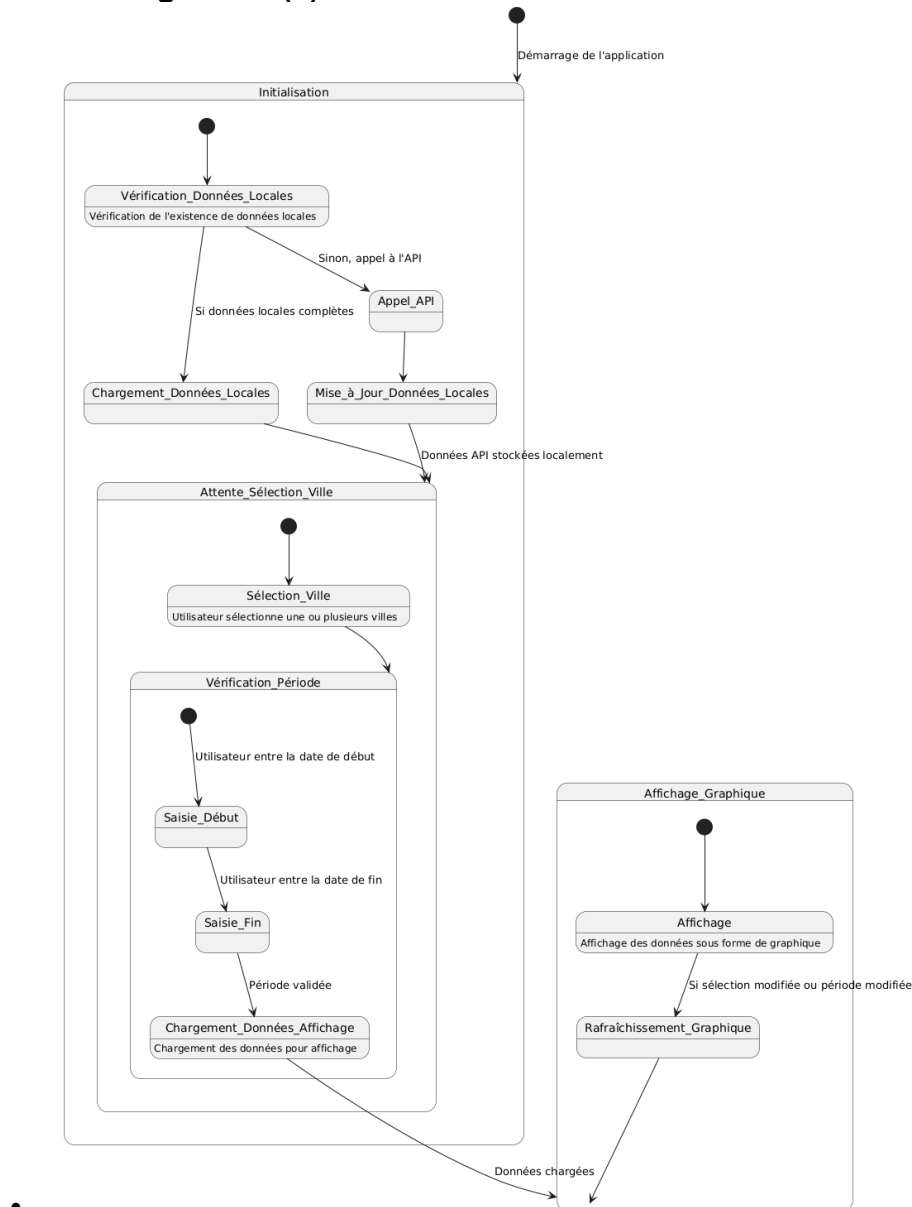 Démarrage de l'application
Initialisation
Vérification_Données_Locales
Vérification de l'existence de données locales
Sinon, appel à l'API
Appel_API
Si données locales complètes
Chargement_Données_Locales
Mise_à_Jour_Données_Locales
Données API stockées localement
Attente_Sélection_Ville
Sélection_Ville
Utilisateur sélectionne une ou plusieurs villes
Vérification_Période
Utilisateur entre la date de début
Saisie_Début
Utilisateur entre la date de fin
Saisie_Fin
Période validée
Chargement_Données_Affichage
Chargement des données pour affichage
Affichage_Graphique
Affichage
Affichage des données sous forme de graphique
Si sélection modifiée ou période modifiée
Rafraîchissement_Graphique
Données chargées